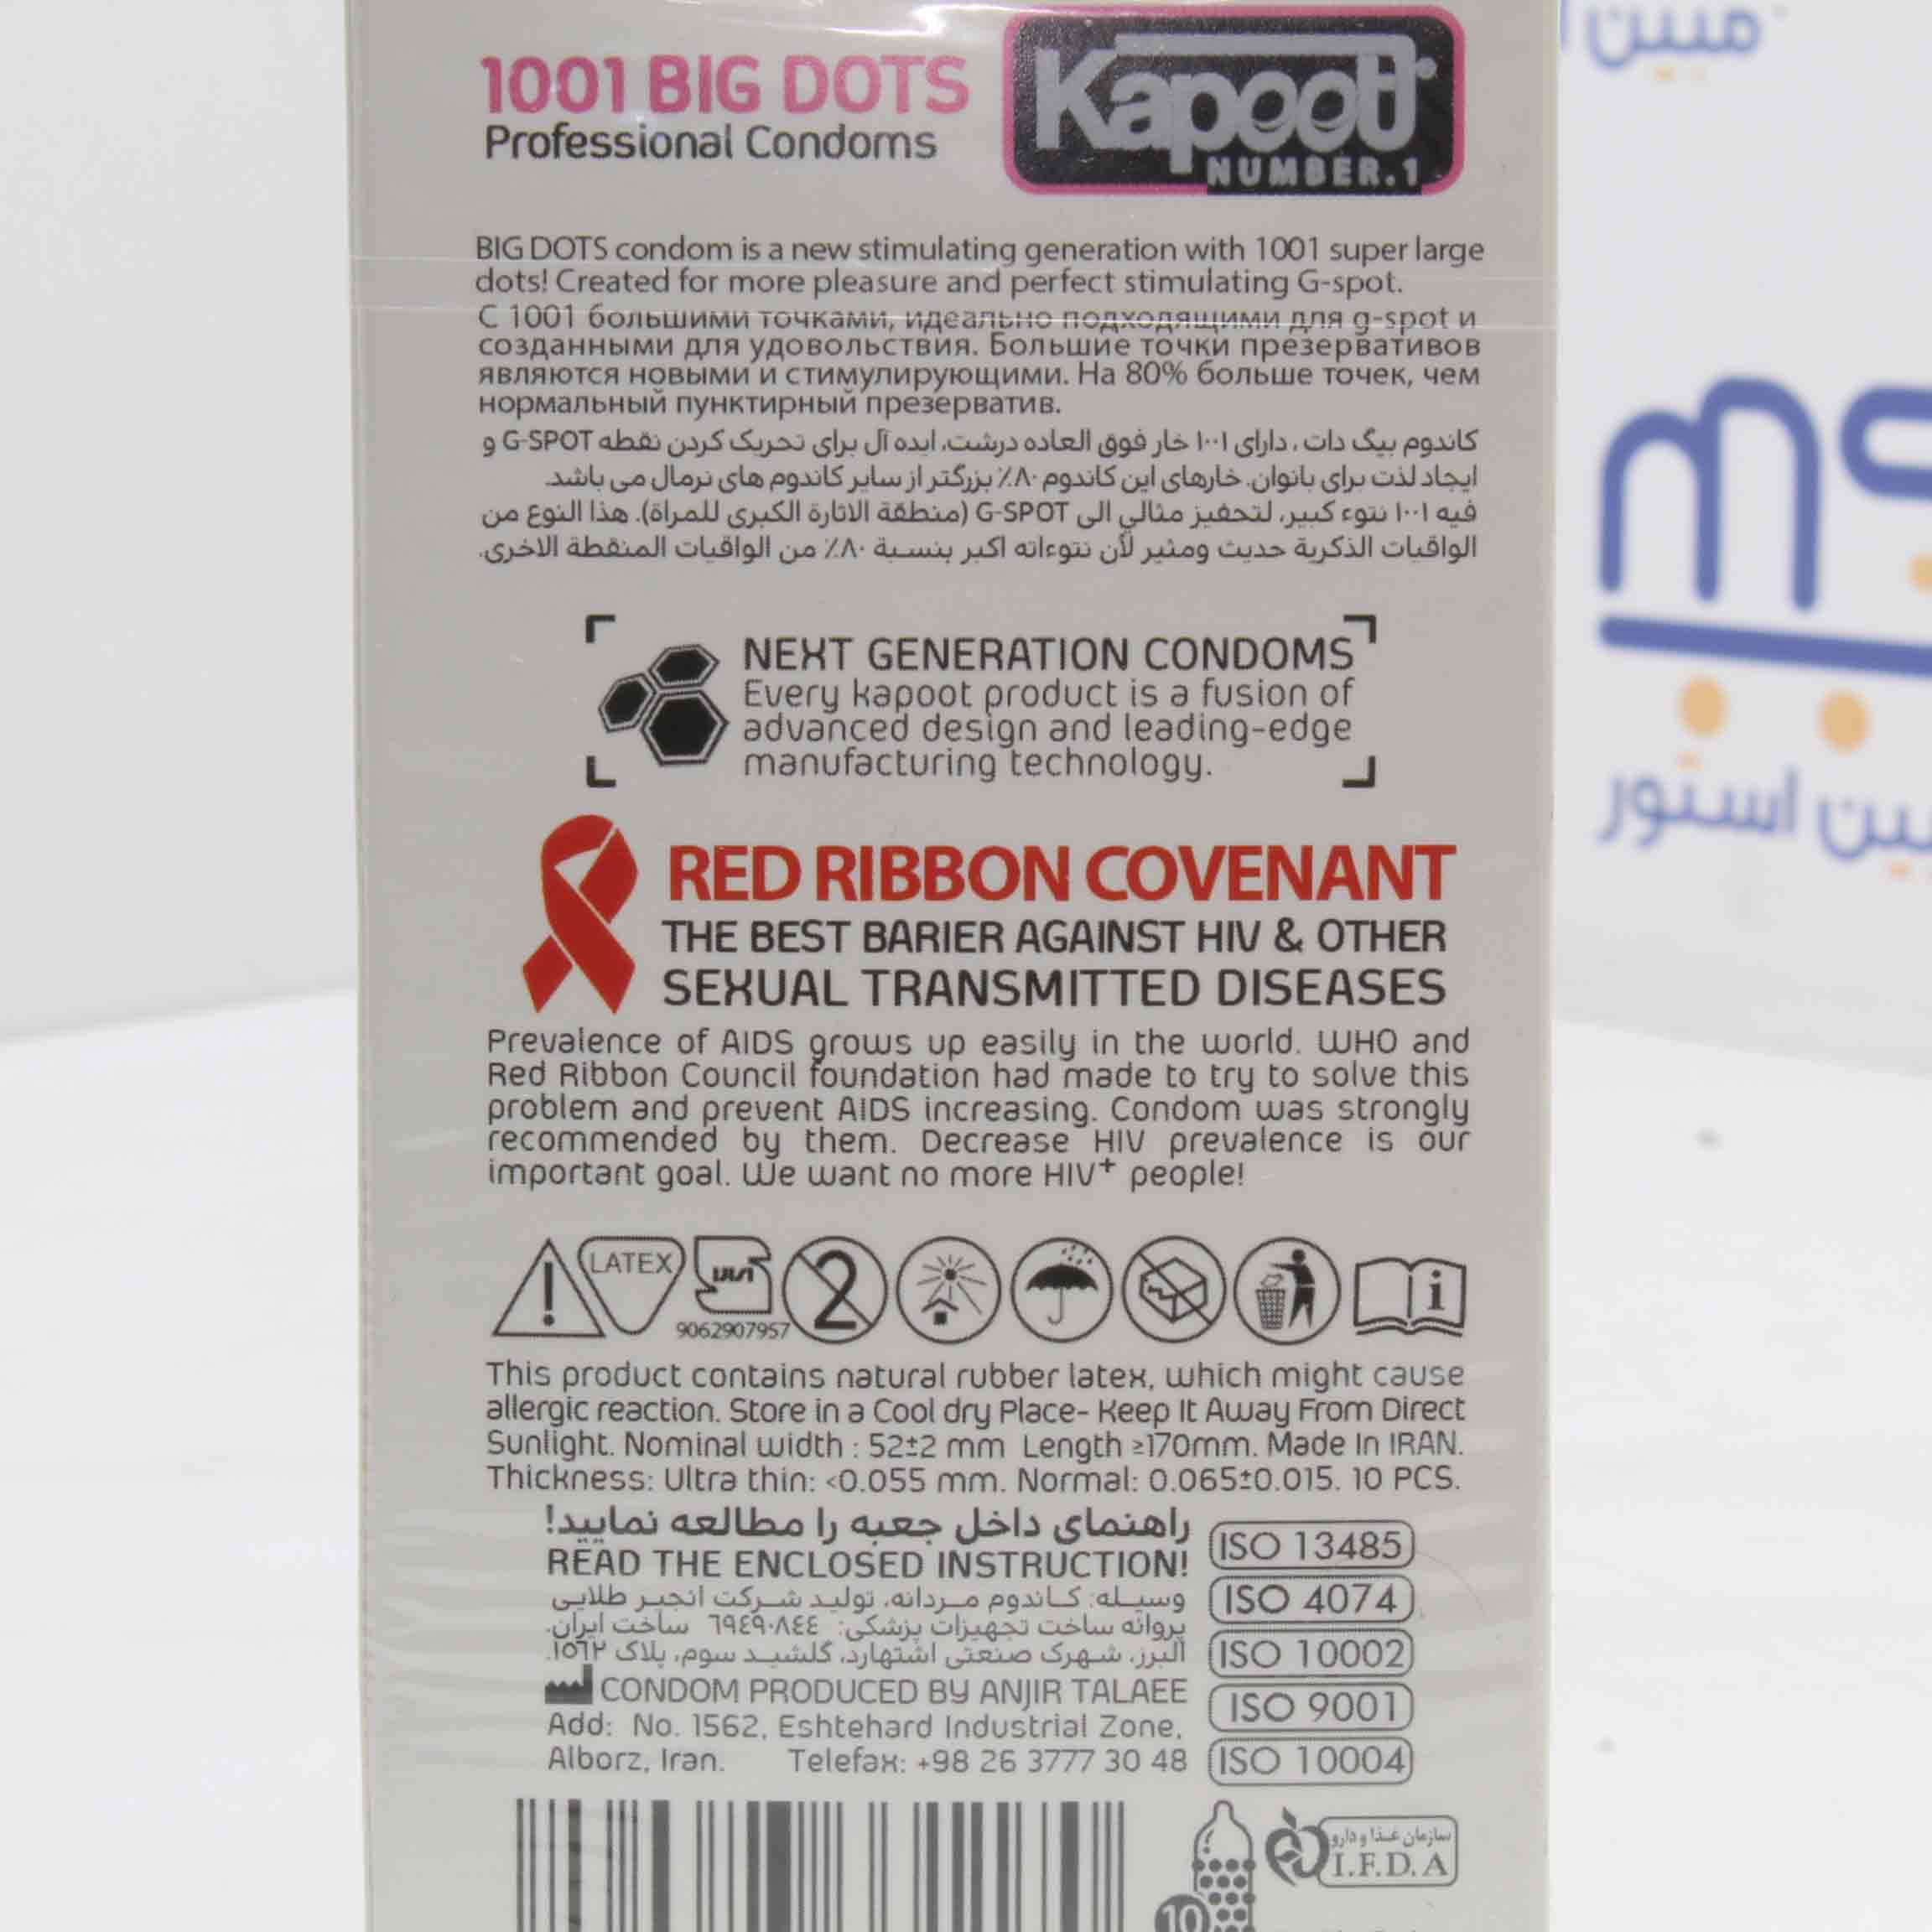 1001 BIG DOTS
Professional Condoms
Kapoot
NUMBER.1
BIG DOTS condom is a new stimulating generation with 1001 super large
dots! Created for more pleasure and perfect stimulating G-spot.
С 1001 большими точками, идеально подходящими для g-spot и
созданными для удовольствия. Большие точки презервативов
являются новыми и стимулирующими. На 80% больше точек, чем
нормальный пунктирный презерватив.
کاندوم بیگ دات، دارای ۱۰۰۱ خار فوق العاده درشت، ایده آل برای تحریک کردن نقطه G-SPOT و
ایجاد لذت برای بانوان. خارهای این کاندوم ۸۰٪ بزرگتر از سایر کاندوم های نرمال می باشد.
فيه ۱۰۰۱ نتوء كبير، لتحفيز مثالي الى G-SPOT (منطقة الاثارة الكبرى للمراة). هذا النوع من
الواقيات الذكرية حديث ومثير لأن نتوءاته اكبر بنسبة ۸۰٪ من الواقيات المنقطة الاخرى.
NEXT GENERATION CONDOMS
Every kapoot product is a fusion of
advanced design and leading-edge
manufacturing technology.
RED RIBBON COVENANT
THE BEST BARIER AGAINST HIV & OTHER
SEXUAL TRANSMITTED DISEASES
Prevalence of AIDS grows up easily in the world. WHO and
Red Ribbon Council foundation had made to try to solve this
problem and prevent AIDS increasing. Condom was strongly
recommended by them. Decrease HIV prevalence is our
important goal. We want no more HIV+ people!
LATEX
9062907957
2
i
This product contains natural rubber latex, which might cause
allergic reaction. Store in a Cool dry Place- Keep It Away From Direct
Sunlight. Nominal width : 52±2 mm Length ≥170mm. Made In IRAN.
Thickness: Ultra thin: <0.055 mm. Normal: 0.065±0.015. 10 PCS.
راهنمای داخل جعبه را مطالعه نمایید!
READ THE ENCLOSED INSTRUCTION!
وسیله: کاندوم مردانه، تولید شرکت انجیر طلایی
پروانه ساخت تجهیزات پزشکی: ٦٩٤٩٠٨٤٤ ساخت ایران.
البرز، شهرک صنعتی اشتهارد، گلشید سوم، پلاک ١٥٦٢.
CONDOM PRODUCED BY ANJIR TALAEE
Add: No. 1562, Eshtehard Industrial Zone,
Alborz, Iran. Telefax: +98 26 3777 30 48
ISO 13485
ISO 4074
ISO 10002
ISO 9001
ISO 10004
سازمان غذا و دارو
I.F.D.A
10
مبین
ین استور